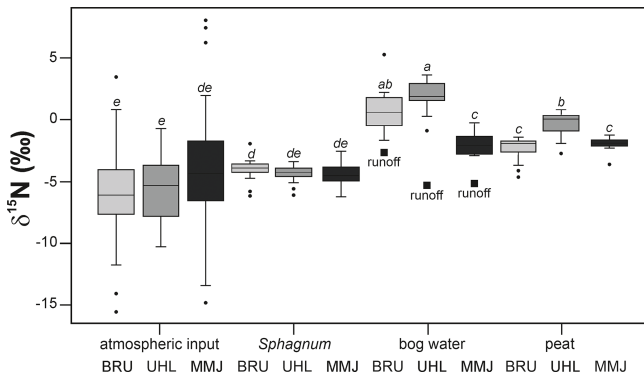 a
ab
de
5
e
e
b
0
d
de
de
c
c
c
runoff
-5
runoff
runoff
-10
-15
δ15N (‰)
atmospheric input Sphagnum bog water peat
BRU UHL MMJ BRU UHL MMJ BRU UHL MMJ BRU UHL MMJ